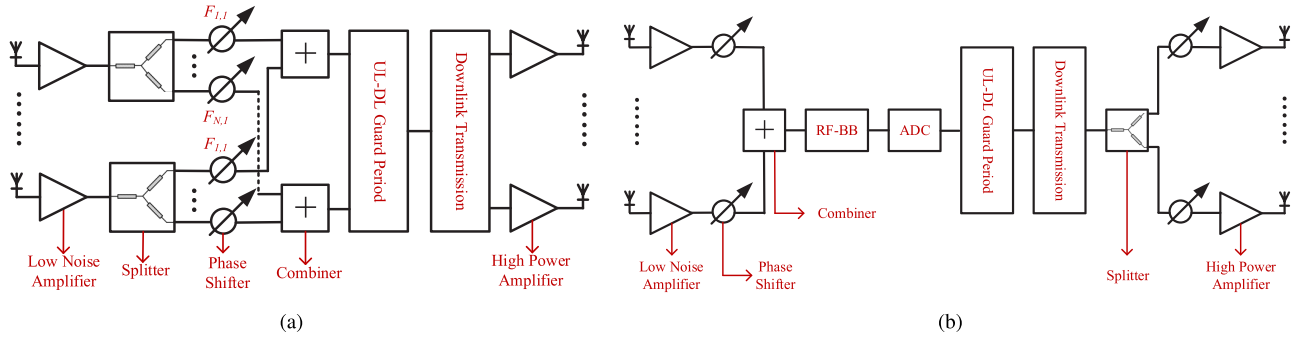 F1,1
FN,1
F1,1
UL-DL Guard Period
Downlink Transmission
Low Noise
Amplifier
Splitter
Phase
Shifter
Combiner
High Power
Amplifier
(a)
RF-BB
ADC
UL-DL Guard Period
Downlink Transmission
Combiner
Low Noise
Amplifier
Phase
Shifter
Splitter
High Power
Amplifier
(b)